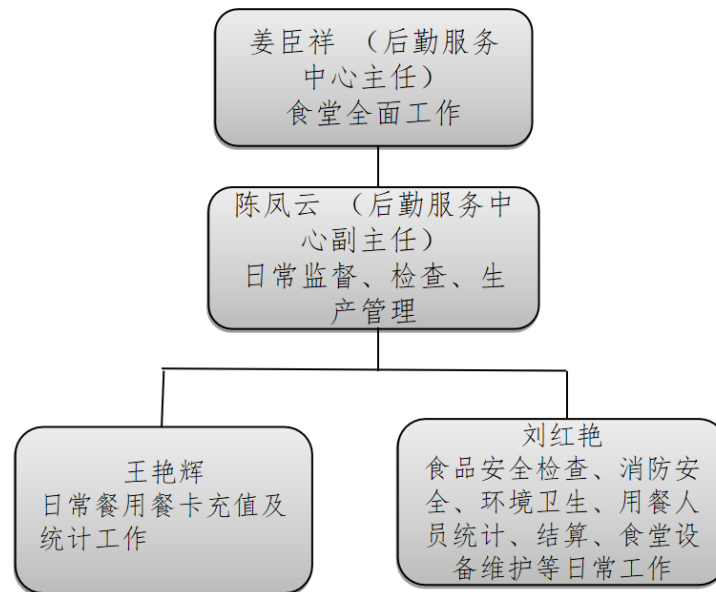 姜臣祥 （后勤服务
中心主任）
食堂全面工作
陈凤云 （后勤服务中
心副主任）
日常监督、检查、生
产管理
王艳辉
日常餐用餐卡充值及
统计工作
刘红艳
食品安全检查、消防安
全、环境卫生、用餐人
员统计、结算、食堂设
备维护等日常工作